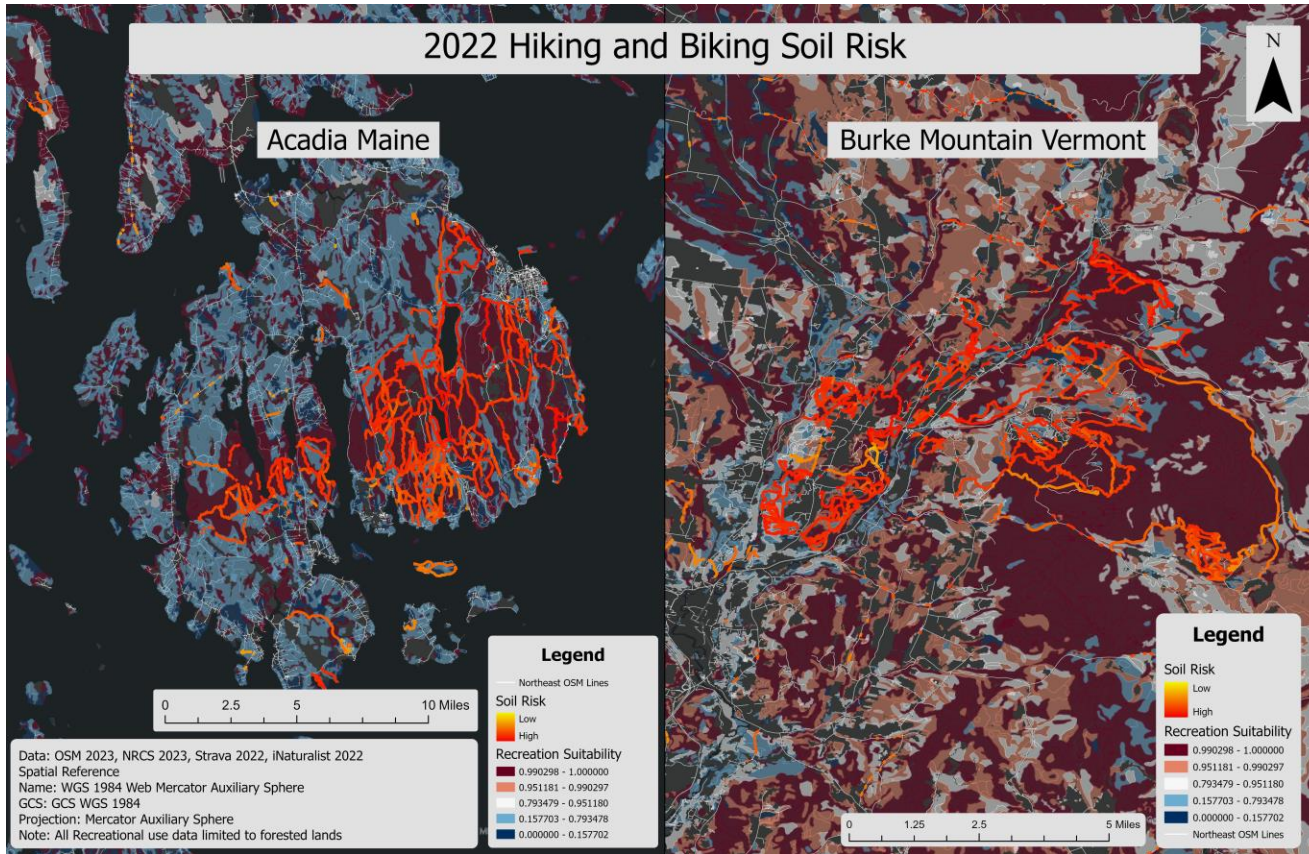 2022 Hiking and Biking Soil Risk
N
Acadia Maine
Burke Mountain Vermont
Legend
Northeast OSM Lines
Soil Risk
Low
High
Recreation Suitability
0.990298 - 1.000000
0.951181 - 0.990297
0.793479 - 0.951180
0.157703 - 0.793478
0.000000 - 0.157702
0 2.5 5 10 Miles
Data: OSM 2023, NRCS 2023, Strava 2022, iNaturalist 2022
Spatial Reference
Name: WGS 1984 Web Mercator Auxiliary Sphere
GCS: GCS WGS 1984
Projection: Mercator Auxiliary Sphere
Note: All Recreational use data limited to forested lands
Legend
Soil Risk
Low
High
Recreation Suitability
0.990298 - 1.000000
0.951181 - 0.990297
0.793479 - 0.951180
0.157703 - 0.793478
0.000000 - 0.157702
Northeast OSM Lines
0 1.25 2.5 5 Miles